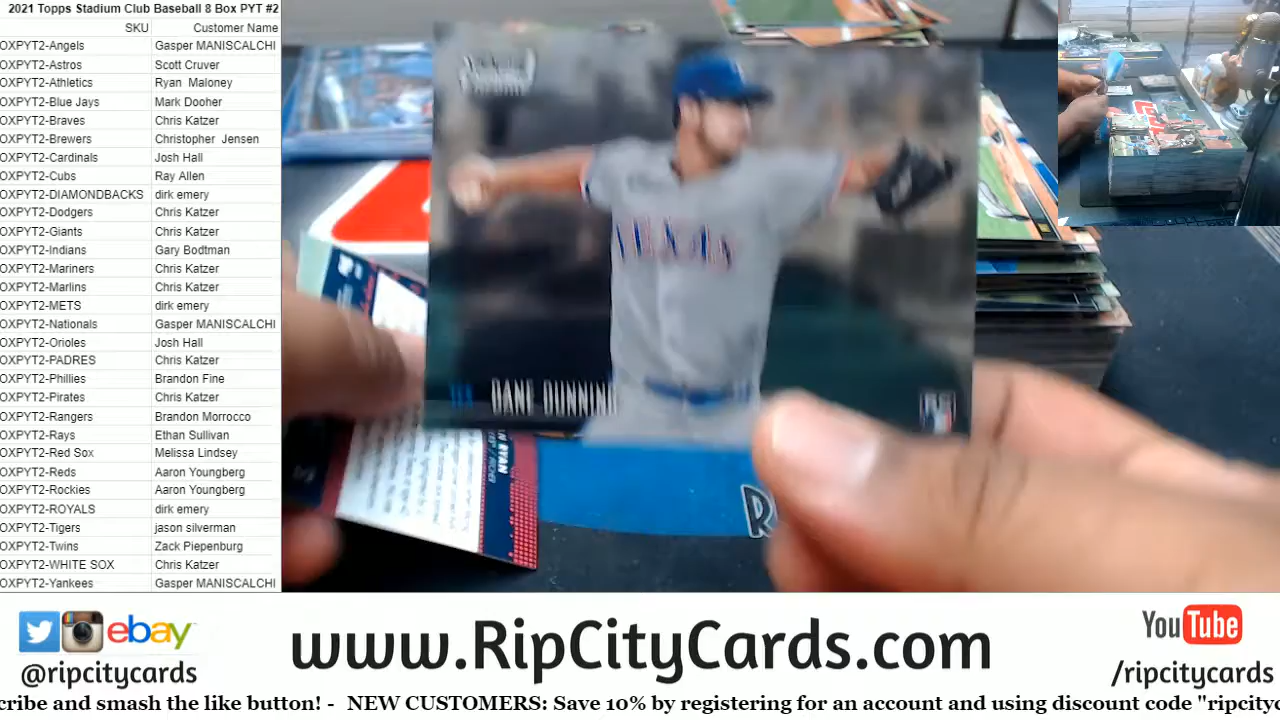 2021 Topps Stadium Club Baseball 8 Box PYT #2
SKU Customer Name
OXPYT2-Angels Gasper MANISCALCHI
OXPYT2-Astros Scott Cruver
OXPYT2-Athletics Ryan Maloney
OXPYT2-Blue Jays Mark Dooher
OXPYT2-Braves Chris Katzer
OXPYT2-Brewers Christopher Jensen
OXPYT2-Cardinals Josh Hall
OXPYT2-Cubs Ray Allen
OXPYT2-DIAMONDBACKS dirk emery
OXPYT2-Dodgers Chris Katzer
OXPYT2-Giants Chris Katzer
OXPYT2-Indians Gary Bodtman
OXPYT2-Mariners Chris Katzer
OXPYT2-Marlins Chris Katzer
OXPYT2-METS dirk emery
OXPYT2-Nationals Gasper MANISCALCHI
OXPYT2-Orioles Josh Hall
OXPYT2-PADRES Chris Katzer
OXPYT2-Phillies Brandon Fine
OXPYT2-Pirates Chris Katzer
OXPYT2-Rangers Brandon Morrocco
OXPYT2-Rays Ethan Sullivan
OXPYT2-Red Sox Melissa Lindsey
OXPYT2-Reds Aaron Youngberg
OXPYT2-Rockies Aaron Youngberg
OXPYT2-ROYALS dirk emery
OXPYT2-Tigers jason silverman
OXPYT2-Twins Zack Piepenburg
OXPYT2-WHITE SOX Chris Katzer
OXPYT2-Yankees Gasper MANISCALCHI
TEXAS
DANE DUNNING
RC
N RYAN
R
ebay
@ripcitycards
www.RipCityCards.com
YouTube
/ripcitycards
cribe and smash the like button! - NEW CUSTOMERS: Save 10% by registering for an account and using discount code "ripcity